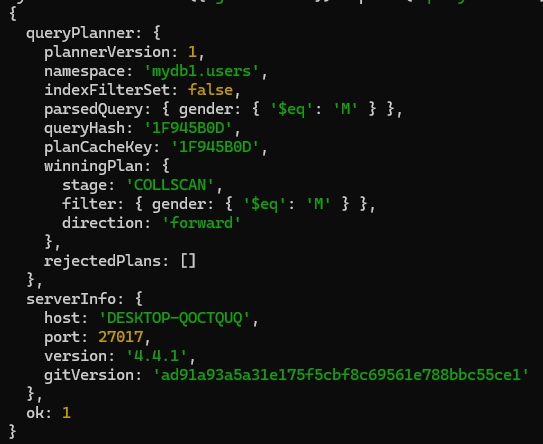 {
  queryPlanner: {
    plannerVersion: 1,
    namespace: 'mydb1.users',
    indexFilterSet: false,
    parsedQuery: { gender: { '$eq': 'M' } },
    queryHash: '1F945B0D',
    planCacheKey: '1F945B0D',
    winningPlan: {
      stage: 'COLLSCAN',
      filter: { gender: { '$eq': 'M' } },
      direction: 'forward'
    },
    rejectedPlans: []
  },
  serverInfo: {
    host: 'DESKTOP-QOCTQUQ',
    port: 27017,
    version: '4.4.1',
    gitVersion: 'ad91a93a5a31e175f5cbf8c69561e788bbc55ce1'
  },
  ok: 1
}